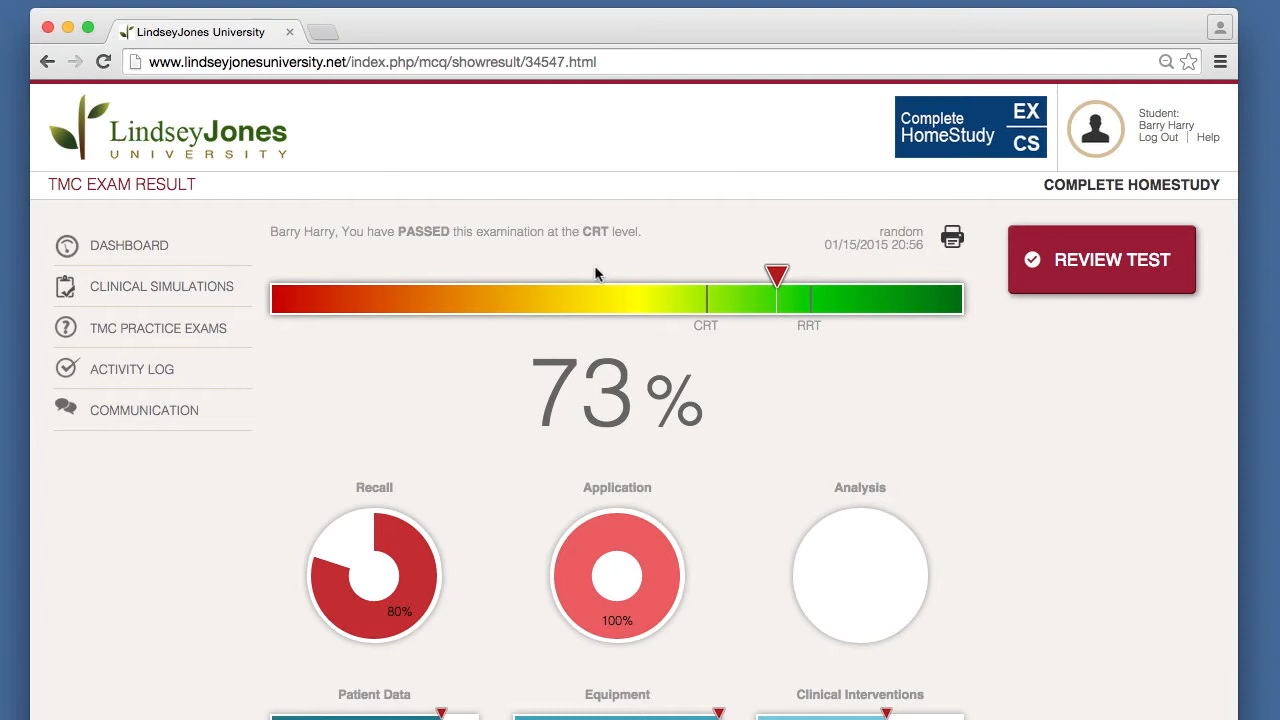 LindseyJones University
www.lindseyjonesuniversity.net/index.php/mcq/showresult/34547.html
LindseyJones
UNIVERSITY
Complete
HomeStudy
EX
CS
Student:
Barry Harry
Log Out | Help
TMC EXAM RESULT
COMPLETE HOMESTUDY
DASHBOARD
CLINICAL SIMULATIONS
TMC PRACTICE EXAMS
ACTIVITY LOG
COMMUNICATION
Barry Harry, You have PASSED this examination at the CRT level.
random
01/15/2015 20:56
REVIEW TEST
CRT
RRT
73%
Recall
Application
Analysis
80%
100%
Patient Data
Equipment
Clinical Interventions